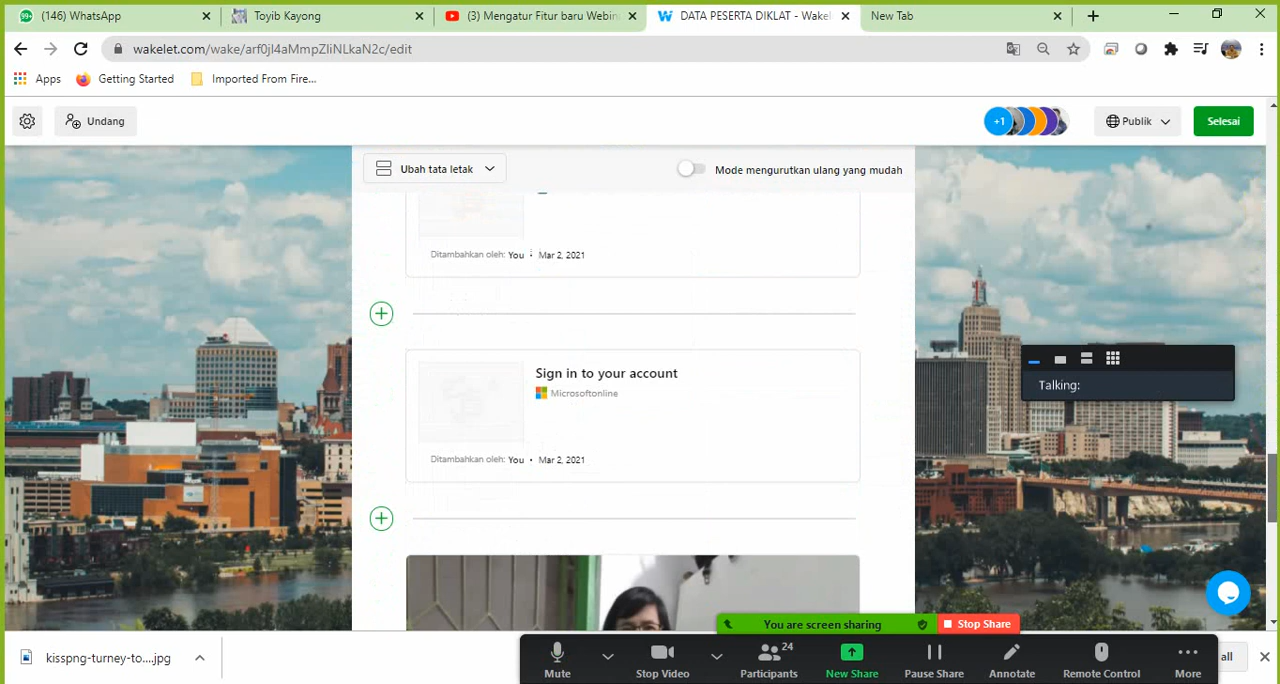 99+ (146) WhatsApp
Toyib Kayong
(3) Mengatur Fitur baru Webin
DATA PESERTA DIKLAT - Wakel
New Tab
wakelet.com/wake/arf0jl4aMmpZIiNLkaN2c/edit
Apps
Getting Started
Imported From Fire...
Undang
+1
Publik
Selesai
Ubah tata letak
Mode mengurutkan ulang yang mudah
Ditambahkan oleh: You : Mar 2, 2021
Sign in to your account
Microsoftonline
Ditambahkan oleh: You • Mar 2, 2021
Talking:
You are screen sharing
Stop Share
kisspng-turney-to....jpg
Mute
Stop Video
Participants
24
New Share
Pause Share
Annotate
Remote Control
More
all